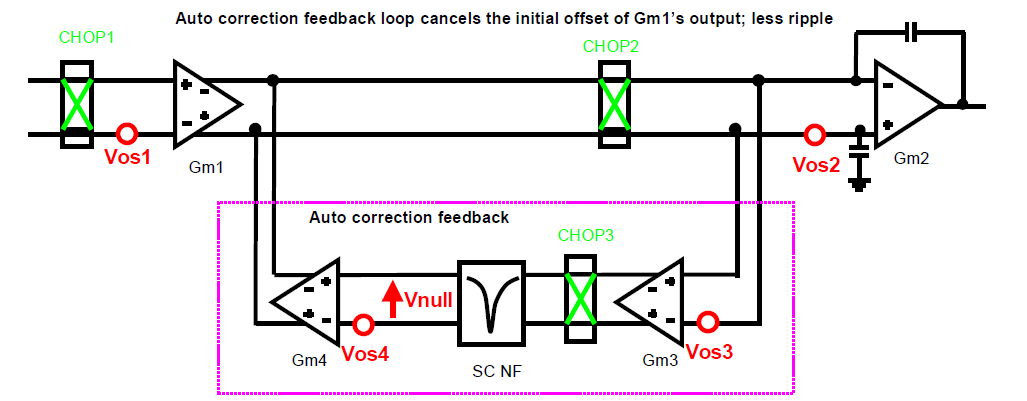 Auto correction feedback loop cancels the initial offset of Gm1's output; less ripple
CHOP1
CHOP2
Vos1
Gm1
Vos2
Gm2
Auto correction feedback
CHOP3
Vnull
Gm4
Vos4
SC NF
Gm3
Vos3